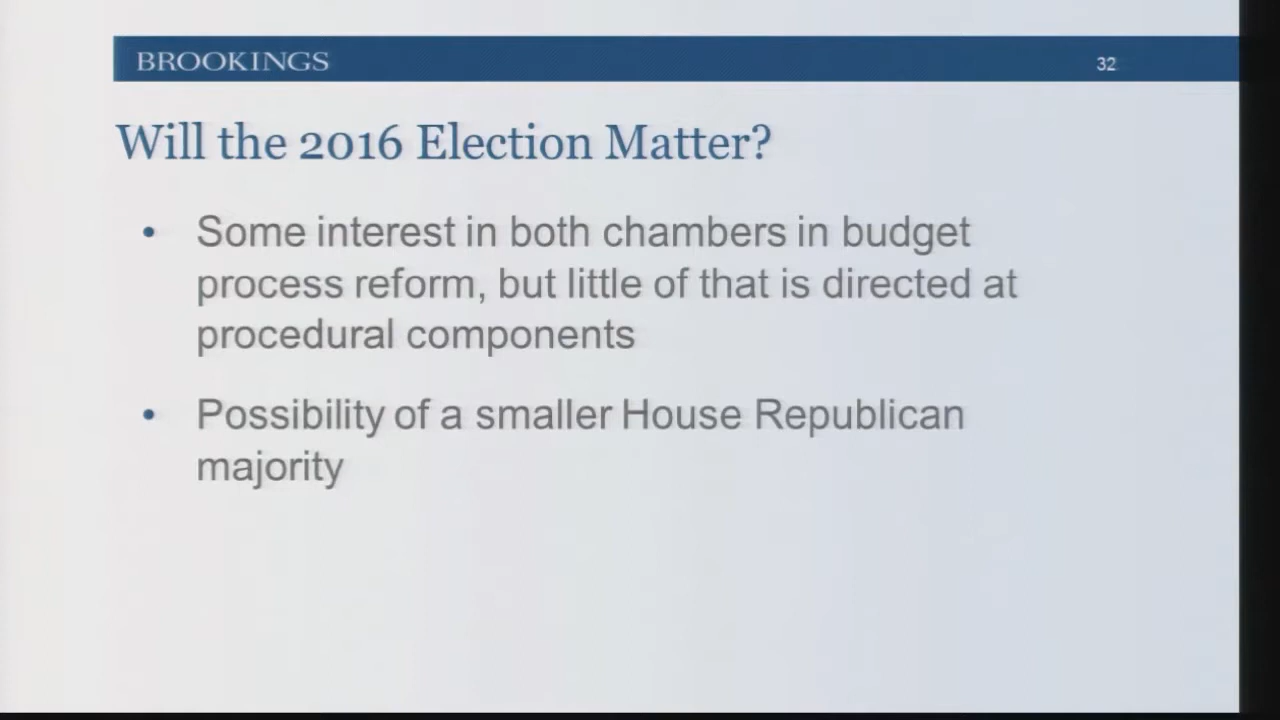 BROOKINGS
32
Will the 2016 Election Matter?
• Some interest in both chambers in budget
process reform, but little of that is directed at
procedural components
• Possibility of a smaller House Republican
majority